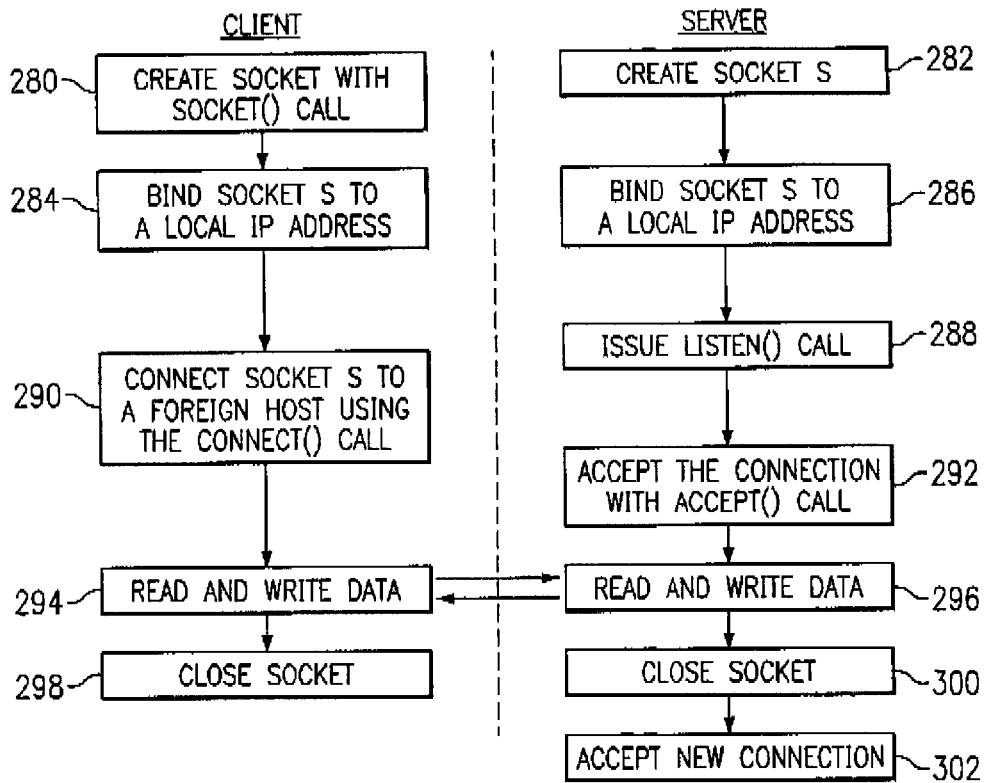 CLIENT
280
CREATE SOCKET WITH
SOCKET() CALL
284
BIND SOCKET S TO
A LOCAL IP ADDRESS
290
CONNECT SOCKET S TO
A FOREIGN HOST USING
THE CONNECT() CALL
294
READ AND WRITE DATA
298
CLOSE SOCKET
SERVER
CREATE SOCKET S
282
BIND SOCKET S TO
A LOCAL IP ADDRESS
286
ISSUE LISTEN() CALL
288
ACCEPT THE CONNECTION
WITH ACCEPT() CALL
292
READ AND WRITE DATA
296
CLOSE SOCKET
300
ACCEPT NEW CONNECTION
302